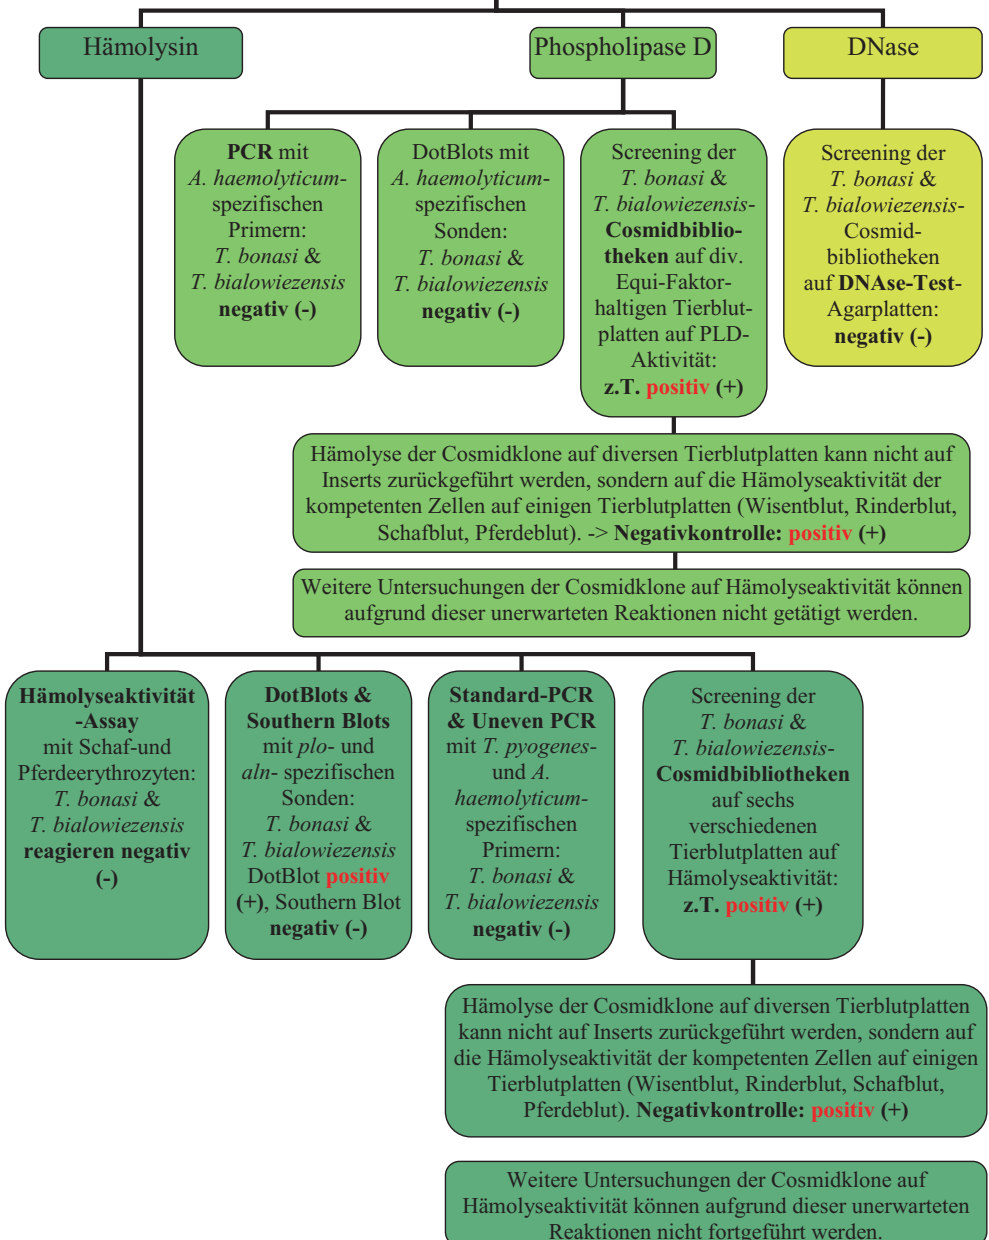 Hämolysin
Phospholipase D
DNase
PCR mit
A. haemolyticum-
spezifischen
Primern:
T. bonasi &
T. bialowiezensis
negativ (-)
DotBlots mit
A. haemolyticum-
spezifischen
Sonden:
T. bonasi &
T. bialowiezensis
negativ (-)
Screening der
T. bonasi &
T. bialowiezensis-
Cosmidbiblio-
theken auf div.
Equi-Faktor-
haltigen Tierblut-
platten auf PLD-
Aktivität:
z.T. positiv (+)
Screening der
T. bonasi &
T. bialowiezensis-
Cosmid-
bibliotheken
auf DNAse-Test-
Agarplatten:
negativ (-)
Hämolyse der Cosmidklone auf diversen Tierblutplatten kann nicht auf
Inserts zurückgeführt werden, sondern auf die Hämolyseaktivität der
kompetenten Zellen auf einigen Tierblutplatten (Wisentblut, Rinderblut,
Schafblut, Pferdeblut). -> Negativkontrolle: positiv (+)
Weitere Untersuchungen der Cosmidklone auf Hämolyseaktivität können
aufgrund dieser unerwarteten Reaktionen nicht getätigt werden.
Hämolyseaktivität
-Assay
mit Schaf-und
Pferdeerythrozyten:
T. bonasi &
T. bialowiezensis
reagieren negativ
(-)
DotBlots &
Southern Blots
mit plo- und
aln- spezifischen
Sonden:
T. bonasi &
T. bialowiezensis
DotBlot positiv
(+), Southern Blot
negativ (-)
Standard-PCR
& Uneven PCR
mit T. pyogenes-
und A.
haemolyticum-
spezifischen
Primern:
T. bonasi &
T. bialowiezensis
negativ (-)
Screening der
T. bonasi &
T. bialowiezensis-
Cosmidbibliotheken
auf sechs
verschiedenen
Tierblutplatten auf
Hämolyseaktivität:
z.T. positiv (+)
Hämolyse der Cosmidklone auf diversen Tierblutplatten
kann nicht auf Inserts zurückgeführt werden, sondern auf
die Hämolyseaktivität der kompetenten Zellen auf einigen
Tierblutplatten (Wisentblut, Rinderblut, Schafblut,
Pferdeblut). Negativkontrolle: positiv (+)
Weitere Untersuchungen der Cosmidklone auf
Hämolyseaktivität können aufgrund dieser unerwarteten
Reaktionen nicht fortgeführt werden.